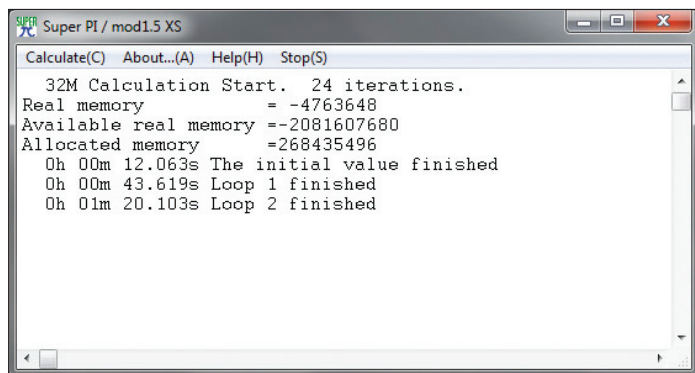 SUPER π Super PI / mod1.5 XS
Calculate(C) About...(A) Help(H) Stop(S)
32M Calculation Start. 24 iterations.
Real memory = -4763648
Available real memory =-2081607680
Allocated memory =268435496
0h 00m 12.063s The initial value finished
0h 00m 43.619s Loop 1 finished
0h 01m 20.103s Loop 2 finished